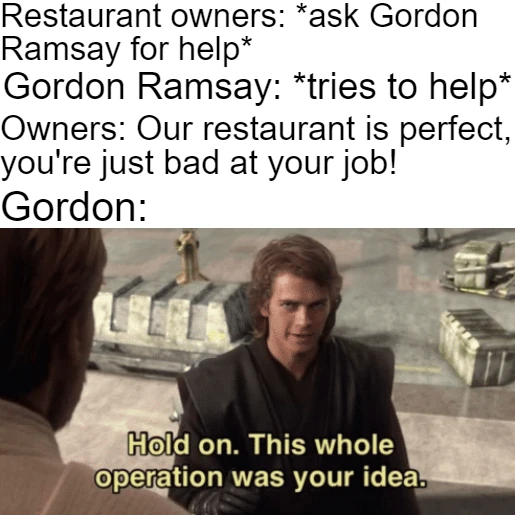 Restaurant owners: *ask Gordon
Ramsay for help*
Gordon Ramsay: *tries to help*
Owners: Our restaurant is perfect,
you're just bad at your job!
Gordon:
Hold on. This whole
operation was your idea.